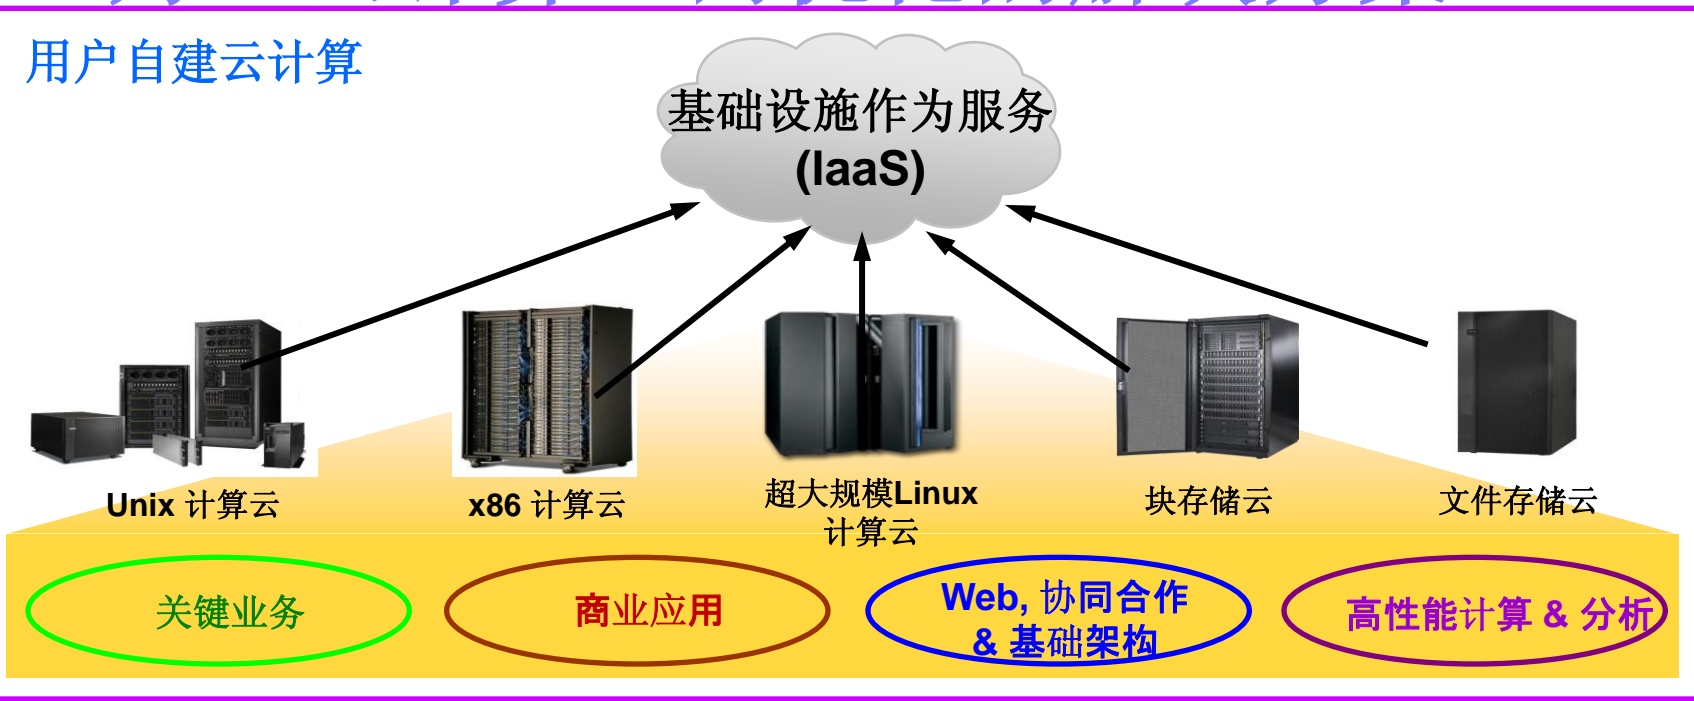 用户自建云计算
基础设施作为服务
(IaaS)
Unix 计算云
x86 计算云
超大规模Linux
计算云
块存储云
文件存储云
关键业务
商业应用
Web, 协同合作
& 基础架构
高性能计算 & 分析